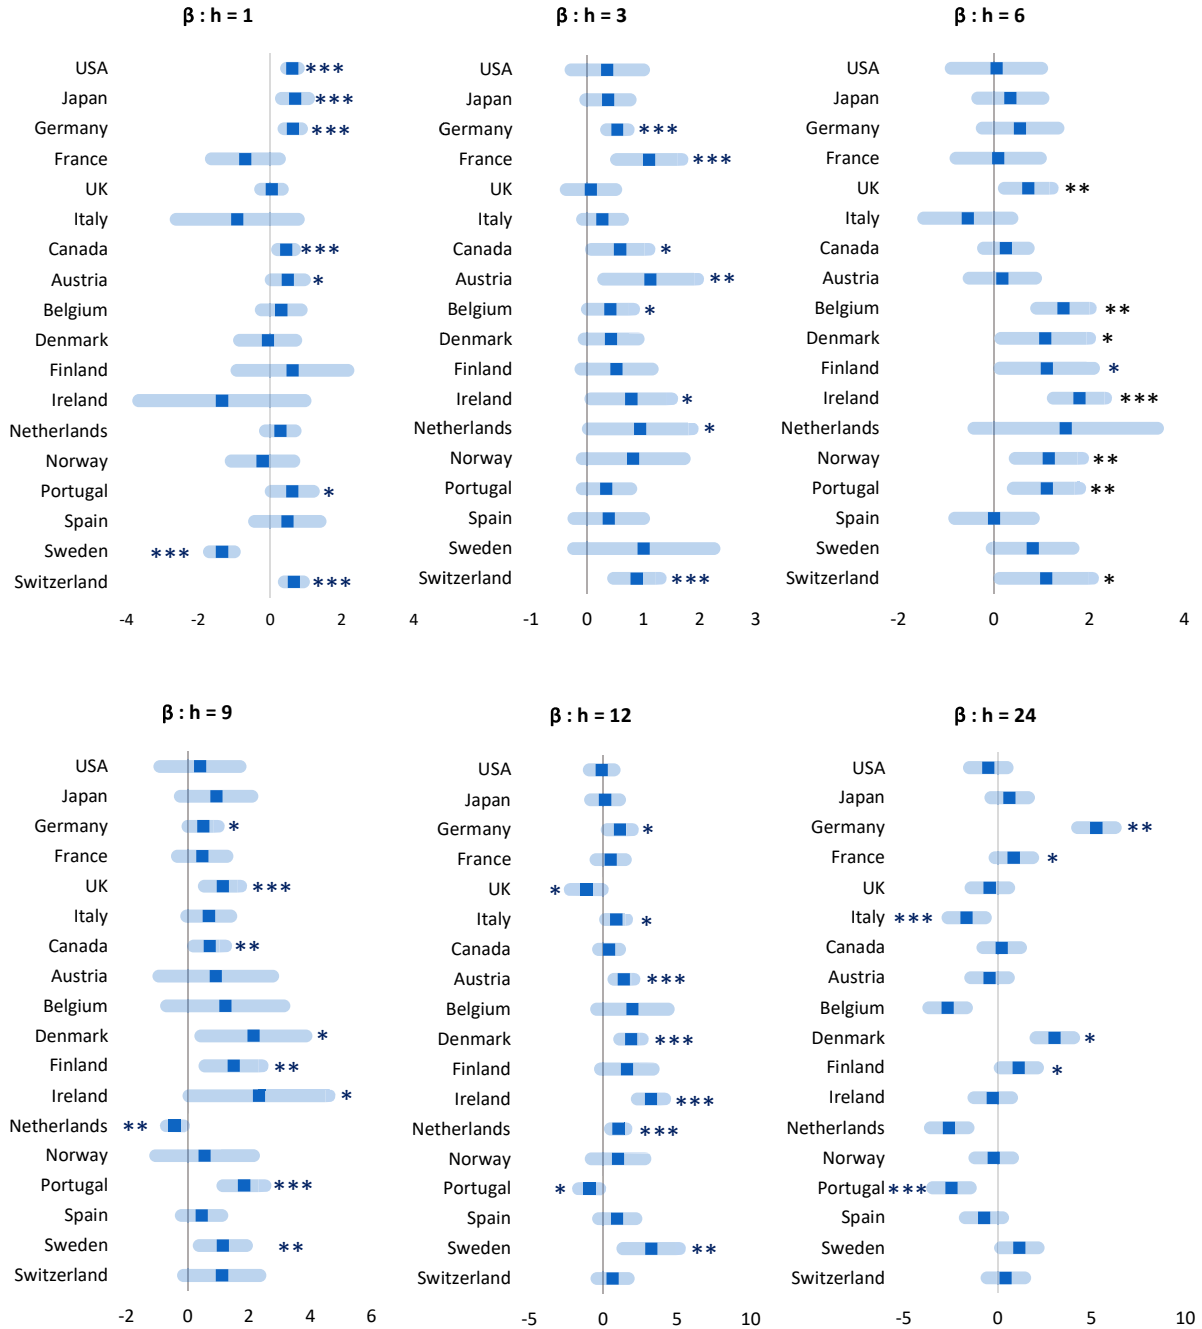 β : h = 1
USA ***
Japan ***
Germany ***
France
UK
Italy
Canada ***
Austria *
Belgium
Denmark
Finland
Ireland
Netherlands
Norway
Portugal *
Spain
Sweden ***
Switzerland ***
-4 0 2 4
β : h = 3
USA
Japan
Germany ***
France ***
UK
Italy
Canada *
Austria **
Belgium *
Denmark
Finland
Ireland *
Netherlands *
Norway
Portugal
Spain
Sweden
Switzerland ***
-1 0 1 2 3
β : h = 6
USA
Japan
Germany
France
UK **
Italy
Canada
Austria
Belgium **
Denmark *
Finland *
Ireland ***
Netherlands
Norway **
Portugal **
Spain
Sweden
Switzerland *
-2 0 2 4
β : h = 9
USA
Japan
Germany *
France
UK ***
Italy
Canada **
Austria
Belgium
Denmark *
Finland **
Ireland *
Netherlands **
Norway
Portugal ***
Spain
Sweden **
Switzerland
-2 0 2 4 6
β : h = 12
USA
Japan
Germany *
France
UK *
Italy *
Canada
Austria ***
Belgium
Denmark ***
Finland
Ireland ***
Netherlands ***
Norway
Portugal *
Spain
Sweden **
Switzerland
-5 0 5 10
β : h = 24
USA
Japan
Germany **
France *
UK
Italy ***
Canada
Austria
Belgium
Denmark *
Finland *
Ireland
Netherlands
Norway
Portugal ***
Spain
Sweden
Switzerland
-5 0 5 10